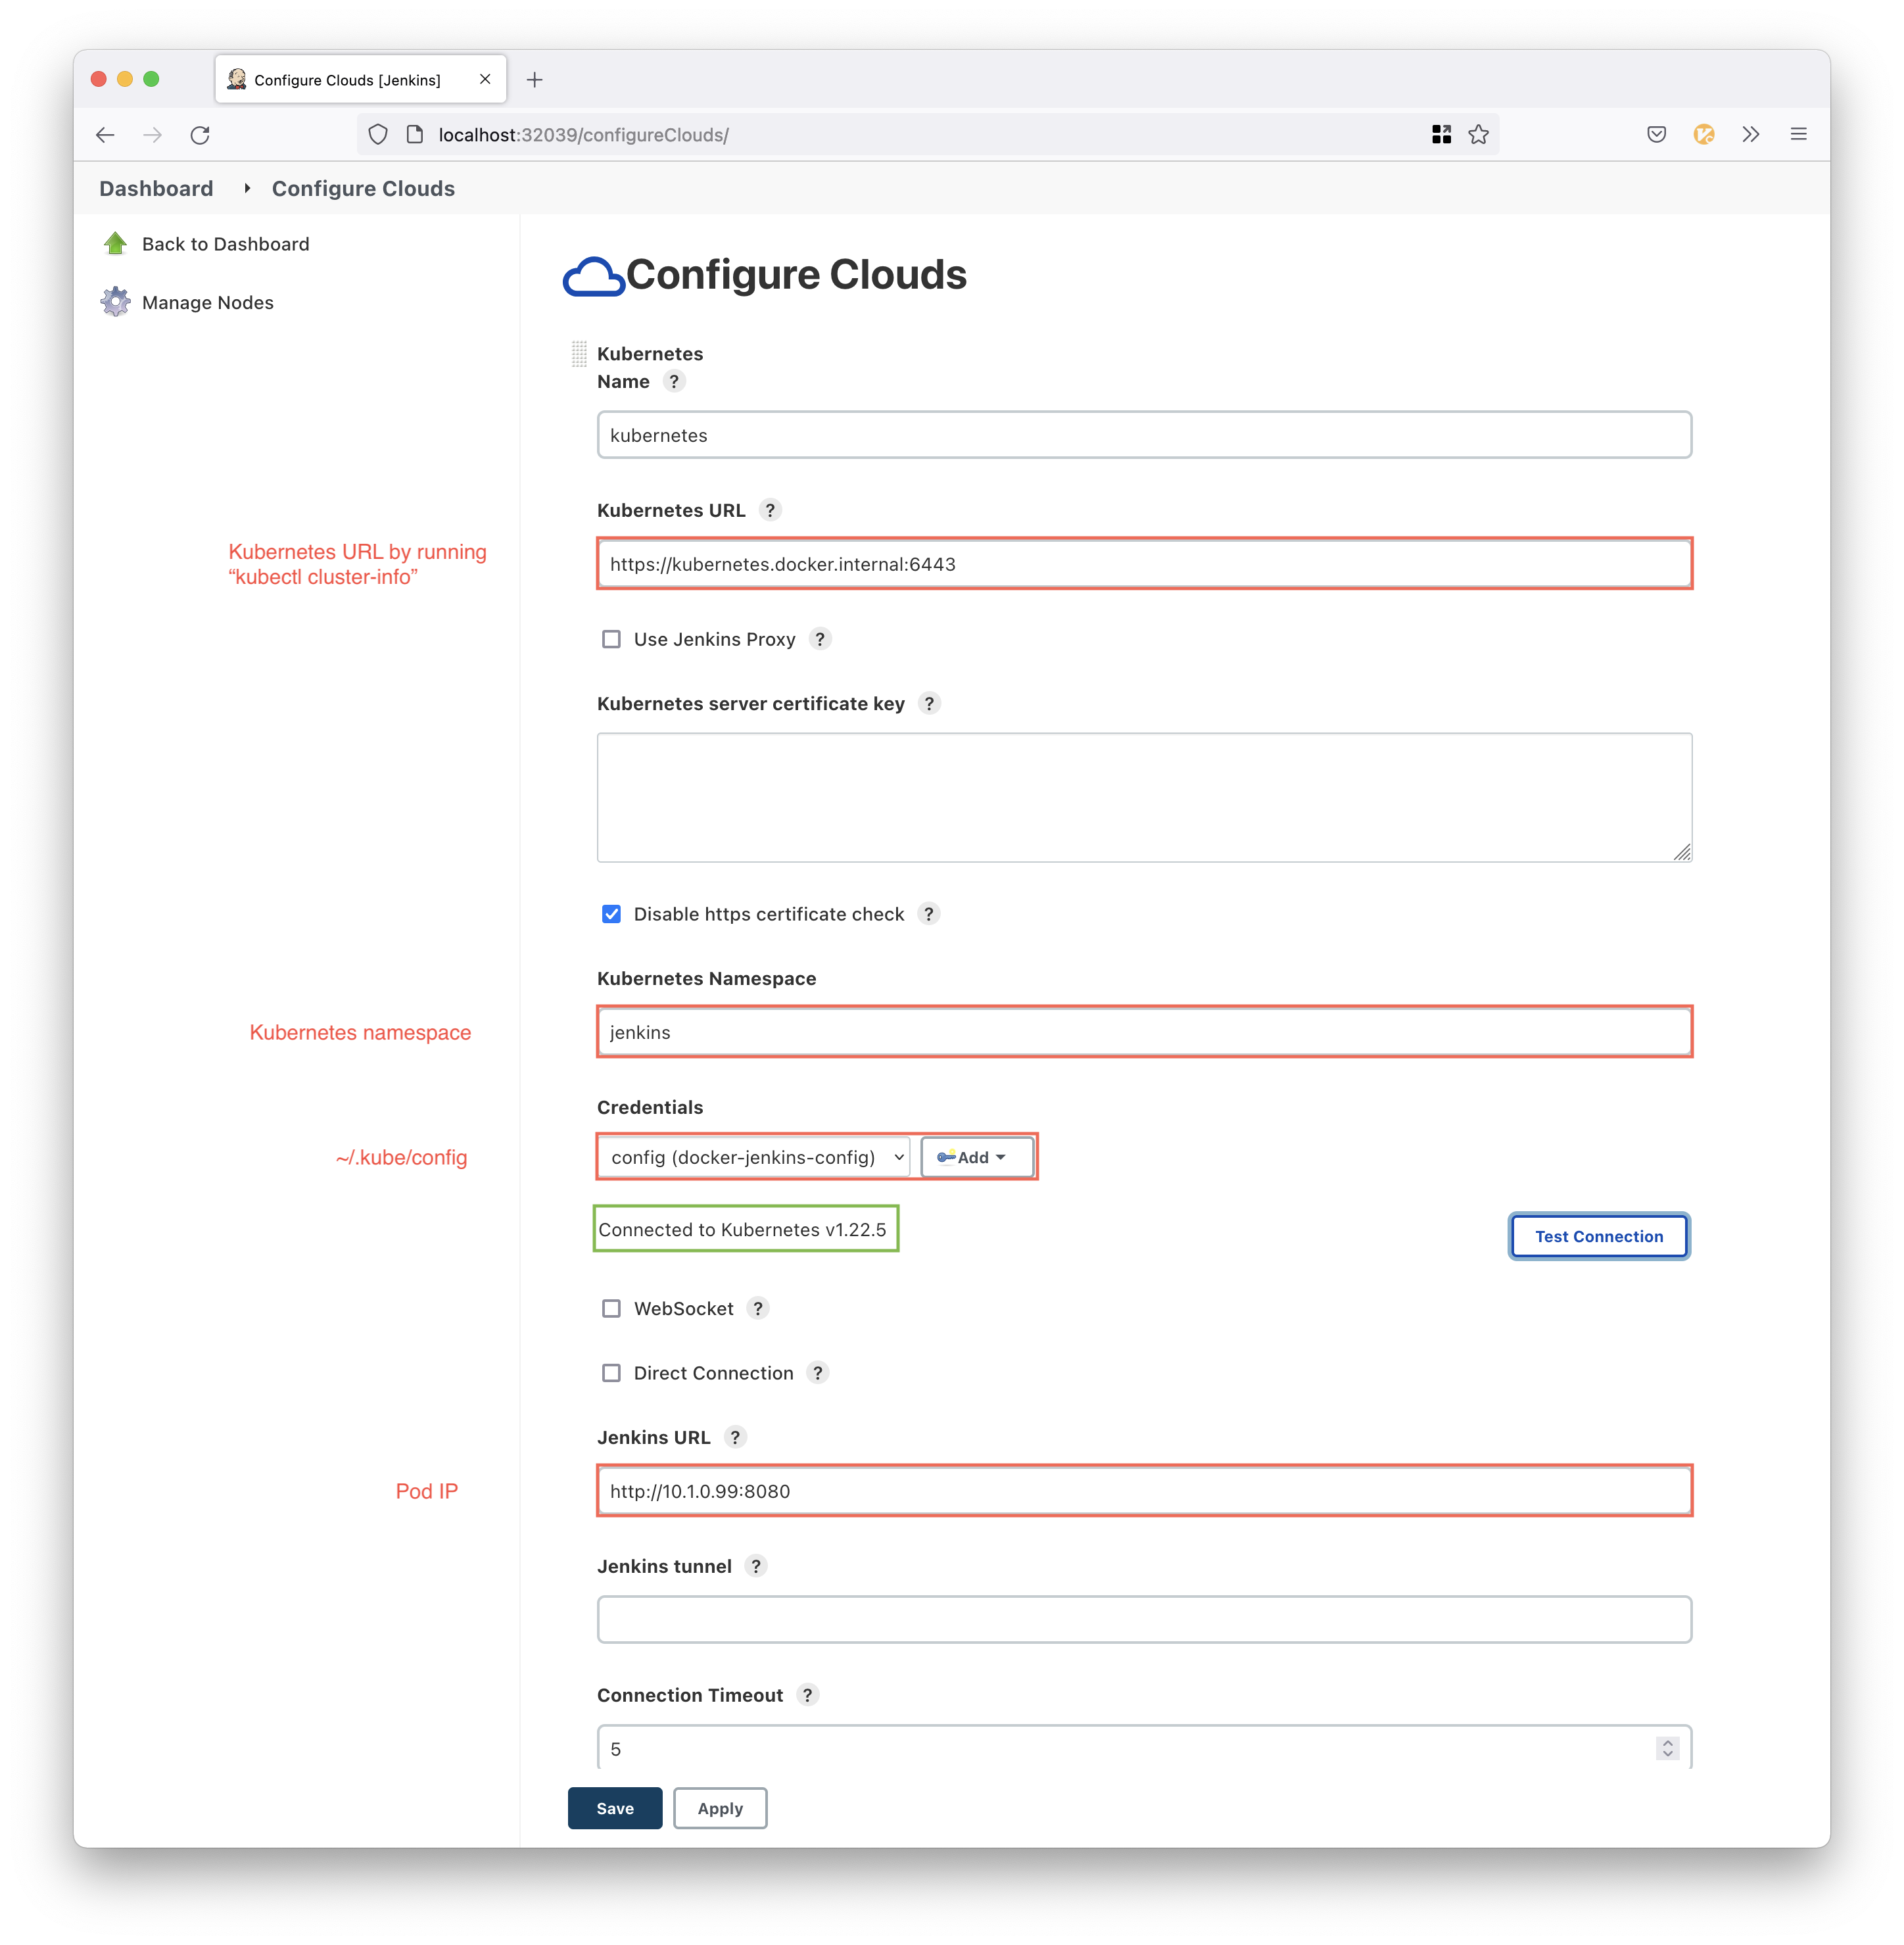 Configure Clouds [Jenkins]
localhost:32039/configureClouds/
Dashboard
Configure Clouds
Back to Dashboard
Manage Nodes
Configure Clouds
Kubernetes
Name ?
kubernetes
Kubernetes URL ?
Kubernetes URL by running
“kubectl cluster-info”
https://kubernetes.docker.internal:6443
Use Jenkins Proxy ?
Kubernetes server certificate key ?
Disable https certificate check ?
Kubernetes Namespace
Kubernetes namespace
jenkins
Credentials
~/.kube/config
config (docker-jenkins-config)
Add
Connected to Kubernetes v1.22.5
Test Connection
WebSocket ?
Direct Connection ?
Jenkins URL ?
Pod IP
http://10.1.0.99:8080
Jenkins tunnel ?
Connection Timeout ?
5
Save
Apply